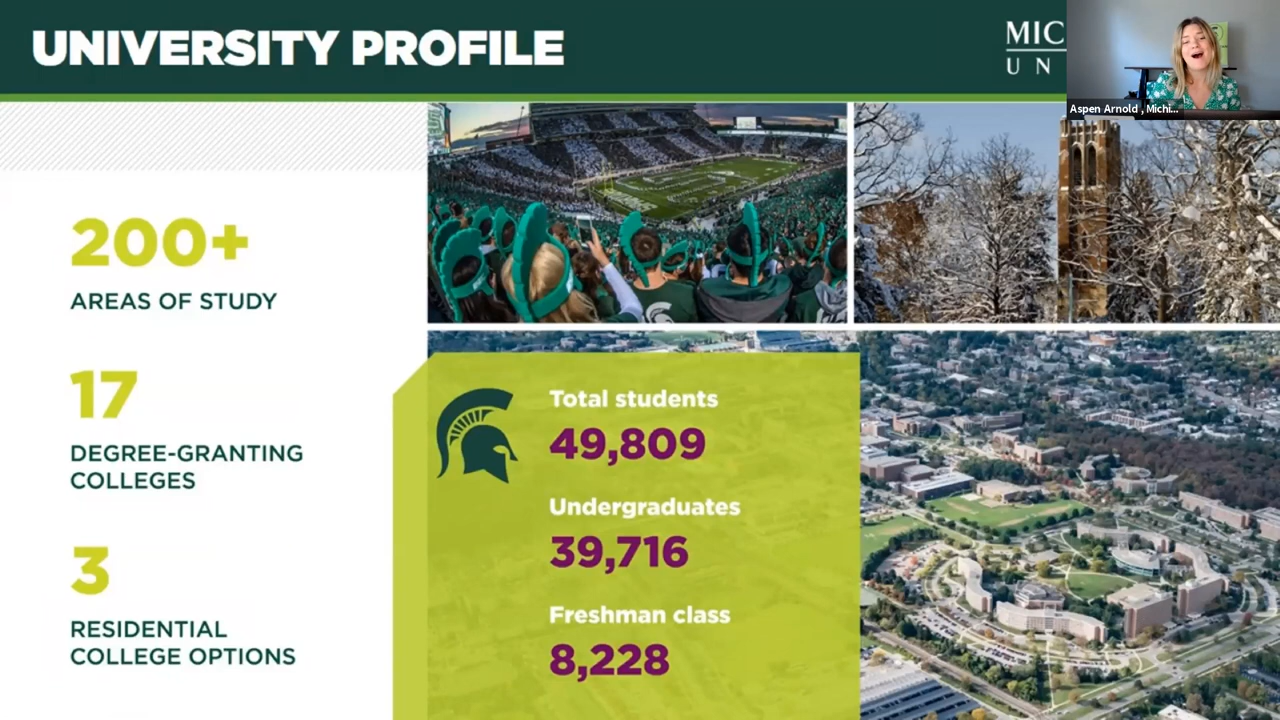 UNIVERSITY PROFILE
MIC
U N
Aspen Arnold , Michi...
200+
AREAS OF STUDY
17
DEGREE-GRANTING
COLLEGES
3
RESIDENTIAL
COLLEGE OPTIONS
Total students
49,809
Undergraduates
39,716
Freshman class
8,228